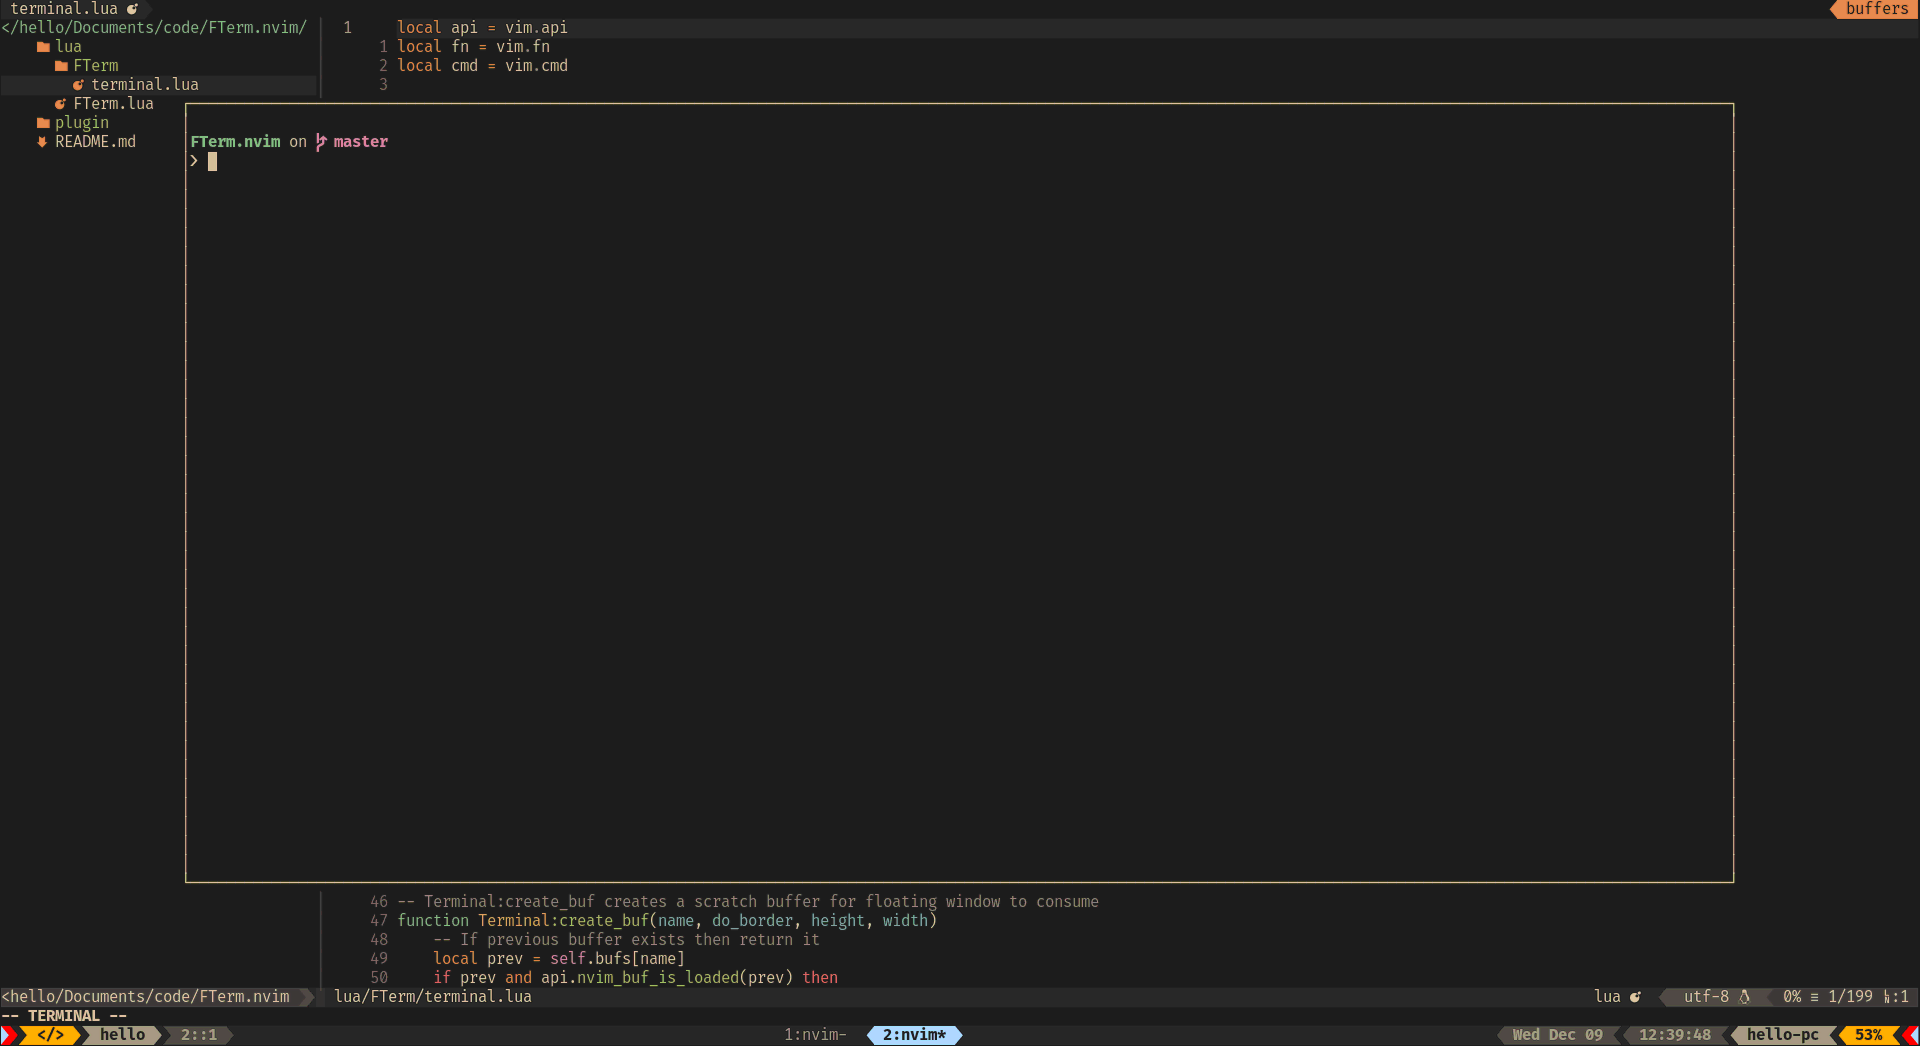 terminal.lua buffers
</hello/Documents/code/FTerm.nvim/ 1 local api = vim.api
lua 1 local fn = vim.fn
FTerm 2 local cmd = vim.cmd
terminal.lua 3
FTerm.lua
plugin
README.md FTerm.nvim on master
❯
46 -- Terminal:create_buf creates a scratch buffer for floating window to consume
47 function Terminal:create_buf(name, do_border, height, width)
48 -- If previous buffer exists then return it
49 local prev = self.bufs[name]
50 if prev and api.nvim_buf_is_loaded(prev) then
<hello/Documents/code/FTerm.nvim lua/FTerm/terminal.lua lua utf-8 0% ≡ 1/199 ㏑:1
-- TERMINAL --
</> hello 2::1 1:nvim- 2:nvim* Wed Dec 09 12:39:48 hello-pc 53%